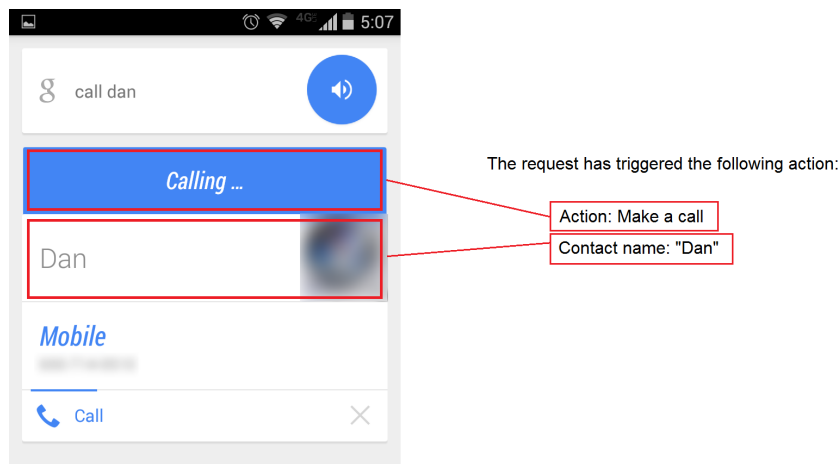 4G 5:07
g call dan
Calling ...
Dan
Mobile
Call
The request has triggered the following action:
Action: Make a call
Contact name: "Dan"